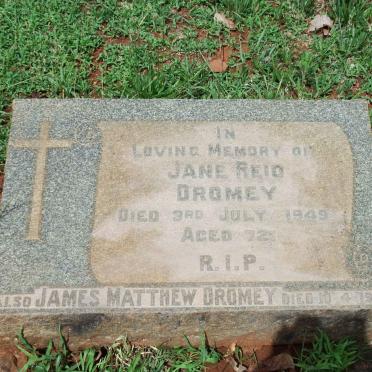 IN
LOVING MEMORY OF
JANE REID
DROMEY
DIED 3RD JULY 1949
AGED 72
R.I.P.
ALSO JAMES MATTHEW DROMEY DIED 10-4-